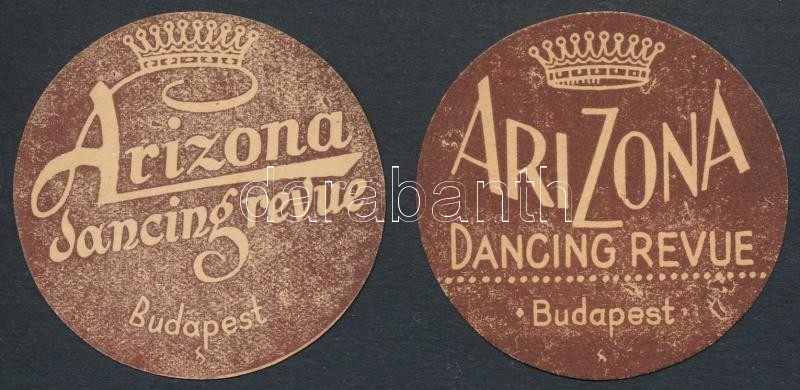 Arizona
dancing revue
Budapest
ARIZONA
DANCING REVUE
· Budapest ·
darabanth